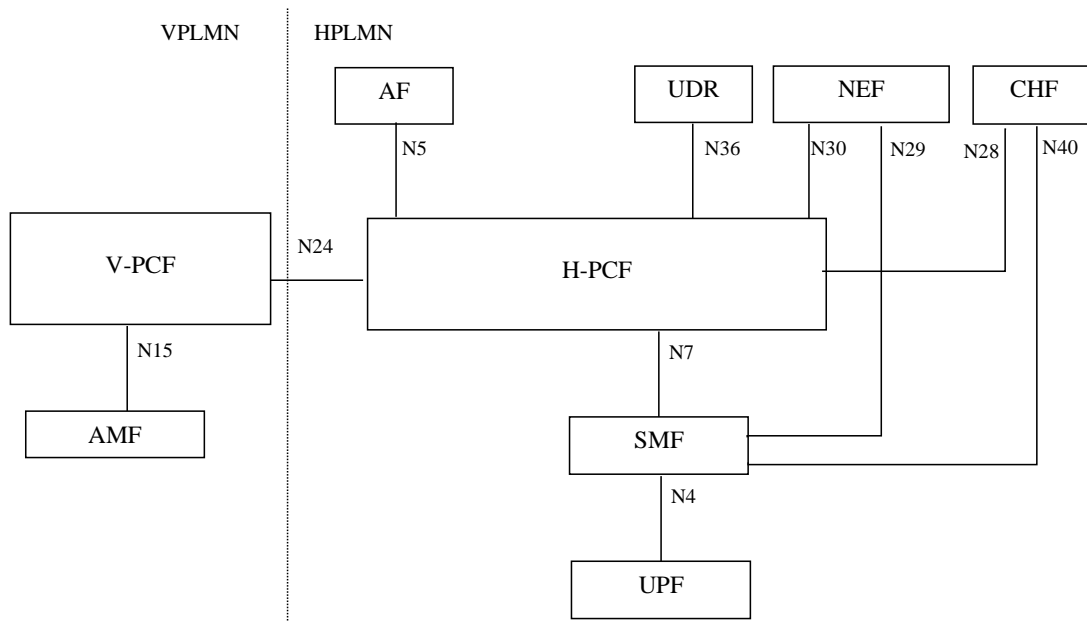 VPLMN
HPLMN
AF
UDR
NEF
CHF
N5
N36
N30
N29
N28
N40
V-PCF
N24
H-PCF
N15
N7
AMF
SMF
N4
UPF